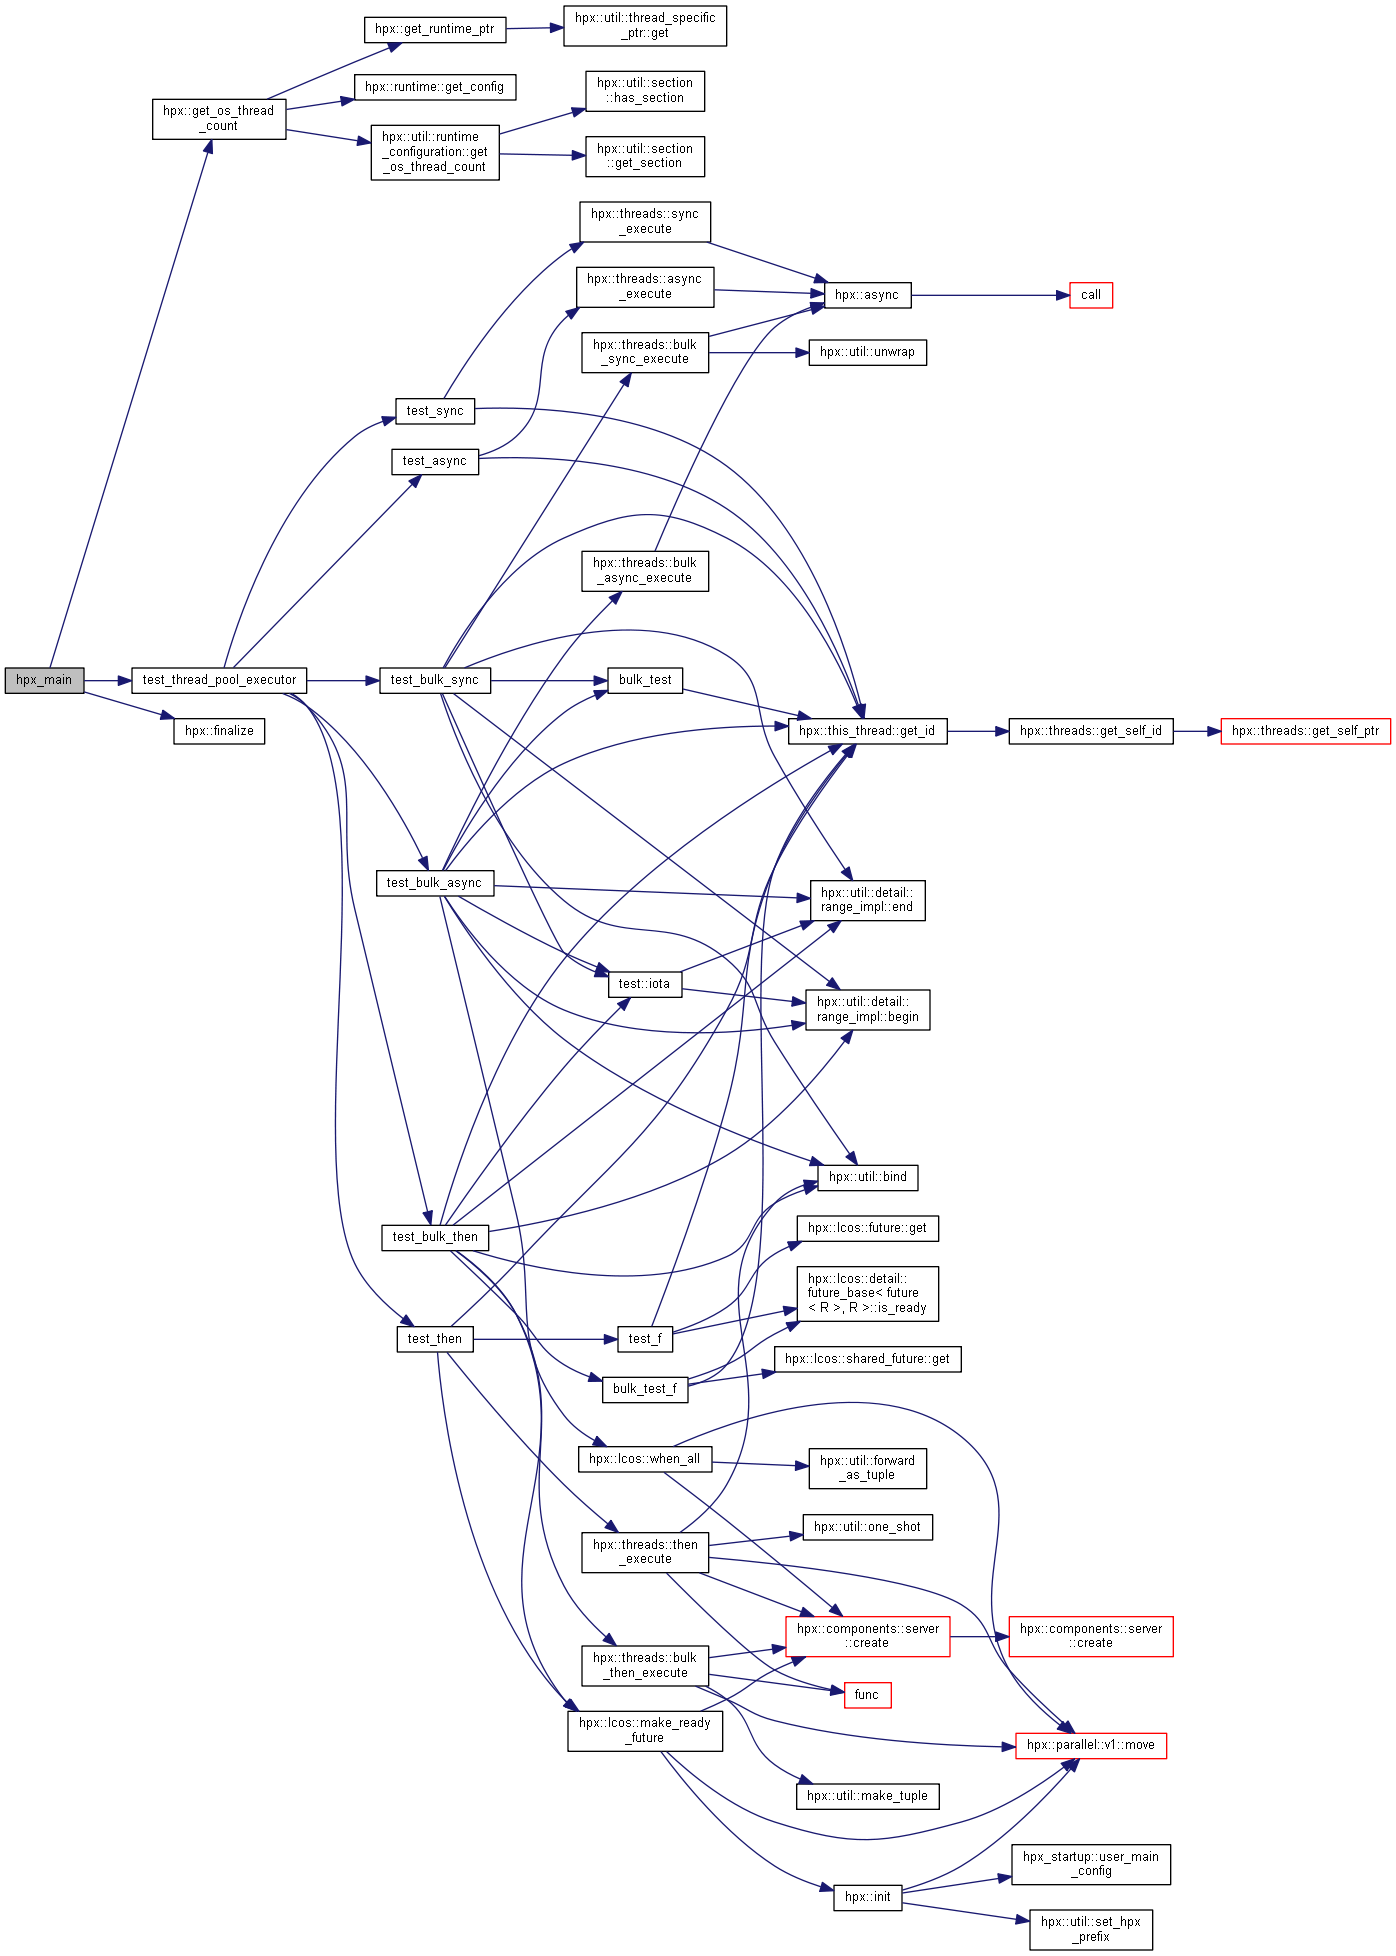 hpx::get_runtime_ptr
hpx::util::thread_specific
_ptr::get
hpx::runtime::get_config
hpx::util::section
::has_section
hpx::get_os_thread
_count
hpx::util::runtime
_configuration::get
_os_thread_count
hpx::util::section
::get_section
hpx::threads::sync
_execute
hpx::threads::async
_execute
hpx::async
call
hpx::threads::bulk
_sync_execute
hpx::util::unwrap
test_sync
test_async
hpx::threads::bulk
_async_execute
hpx_main
test_thread_pool_executor
test_bulk_sync
bulk_test
hpx::finalize
hpx::this_thread::get_id
hpx::threads::get_self_id
hpx::threads::get_self_ptr
test_bulk_async
hpx::util::detail::
range_impl::end
test::iota
hpx::util::detail::
range_impl::begin
hpx::util::bind
test_bulk_then
hpx::lcos::future::get
hpx::lcos::detail::
future_base< future
< R >, R >::is_ready
test_then
test_f
hpx::lcos::shared_future::get
bulk_test_f
hpx::lcos::when_all
hpx::util::forward
_as_tuple
hpx::util::one_shot
hpx::threads::then
_execute
hpx::components::server
::create
hpx::components::server
::create
hpx::threads::bulk
_then_execute
func
hpx::lcos::make_ready
_future
hpx::parallel::v1::move
hpx::util::make_tuple
hpx_startup::user_main
_config
hpx::init
hpx::util::set_hpx
_prefix